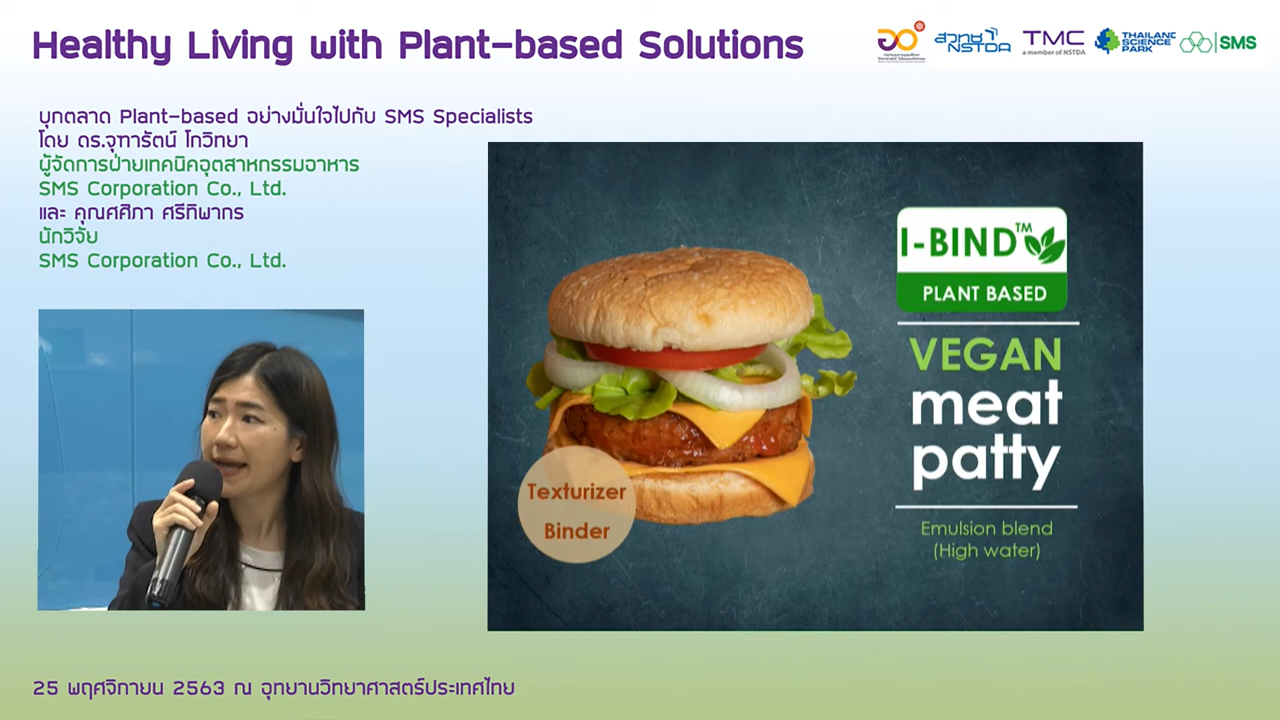 Healthy Living with Plant-based Solutions
สวทช
NSTDA
TMC
a member of NSTDA
THAILAND
SCIENCE
PARK
SMS
บุกตลาด Plant-based อย่างมั่นใจไปกับ SMS Specialists
โดย ดร.จุฑารัตน์ โกวิทยา
ผู้จัดการฝ่ายเทคนิคอุตสาหกรรมอาหาร
SMS Corporation Co., Ltd.
และ คุณศศิภา ศรีทิพากร
นักวิจัย
SMS Corporation Co., Ltd.
I-BIND™
PLANT BASED
VEGAN
meat
patty
Texturizer
Binder
Emulsion blend
(High water)
25 พฤศจิกายน 2563 ณ อุทยานวิทยาศาสตร์ประเทศไทย